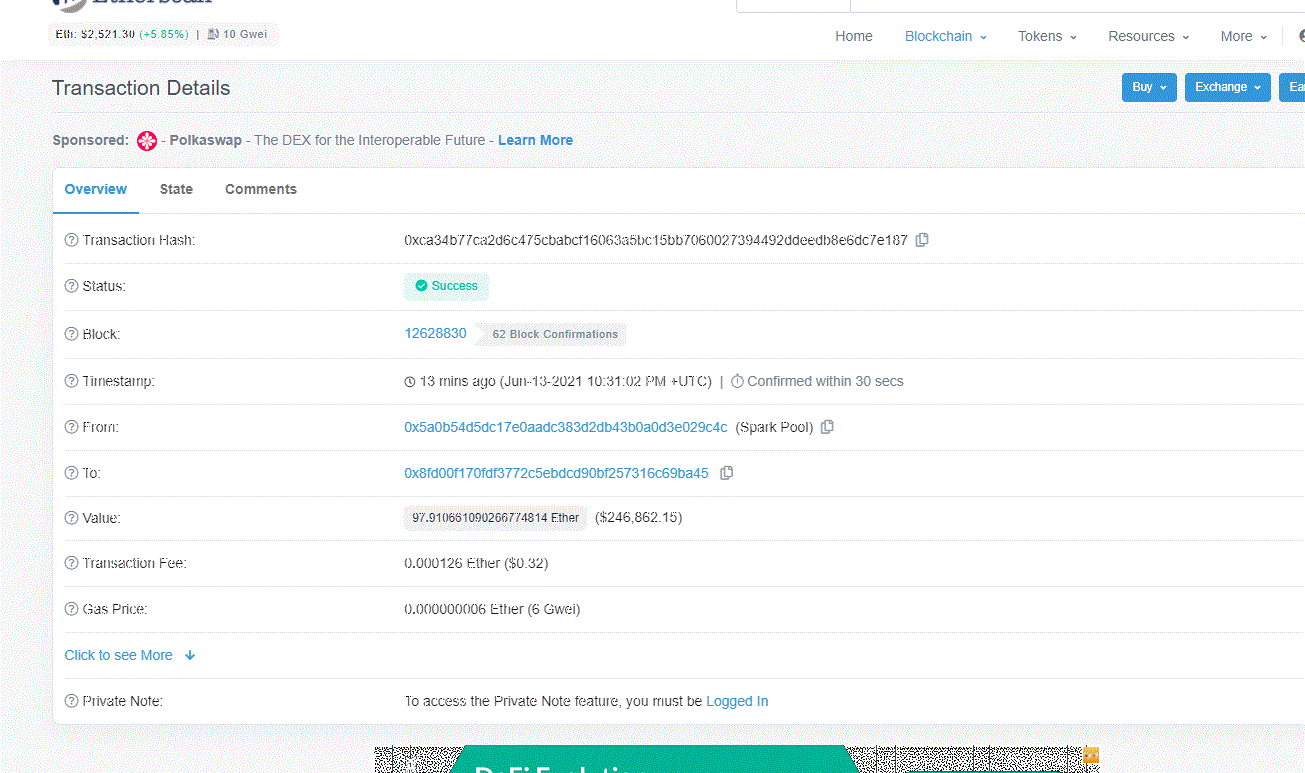 Etherscan
Eth: $2,521.30 (+5.85%) | 10 Gwei
Home Blockchain Tokens Resources More
Transaction Details
Buy Exchange Ea
Sponsored: - Polkaswap - The DEX for the Interoperable Future - Learn More
Overview State Comments
Transaction Hash: 0xca34b77ca2d6c475cbabcf16063a5bc15bb7060027394492ddeedb8e6dc7e187
Status: Success
Block: 12628830 62 Block Confirmations
Timestamp: 13 mins ago (Jun-13-2021 10:31:02 PM +UTC) | Confirmed within 30 secs
From: 0x5a0b54d5dc17e0aadc383d2db43b0a0d3e029c4c (Spark Pool)
To: 0x8fd00f170fdf3772c5ebdcd90bf257316c69ba45
Value: 97.910661090266774814 Ether ($246,862.15)
Transaction Fee: 0.000126 Ether ($0.32)
Gas Price: 0.000000006 Ether (6 Gwei)
Click to see More
Private Note: To access the Private Note feature, you must be Logged In
DeFi Evolution